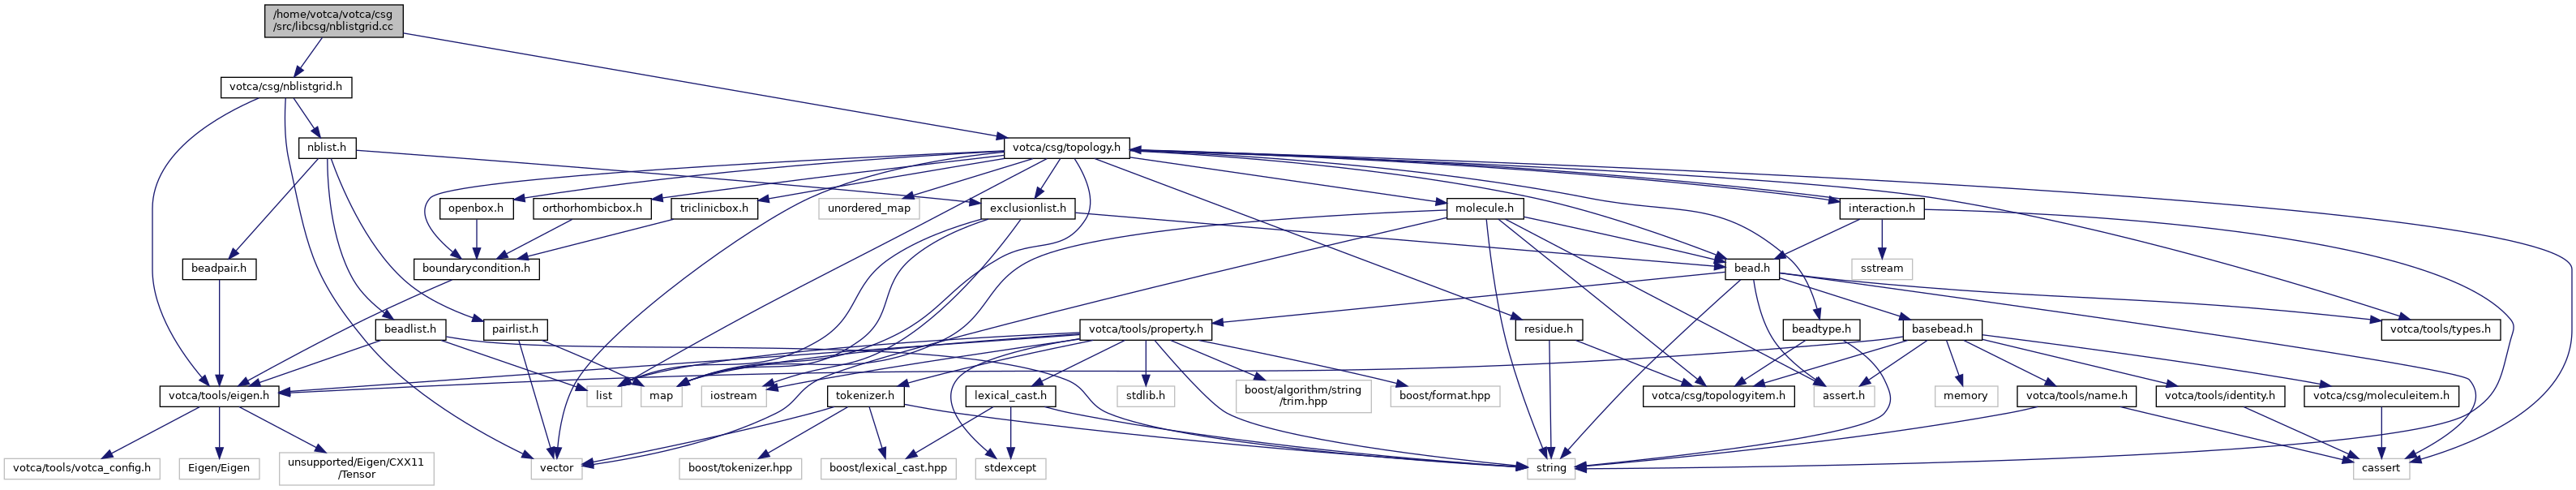 /home/votca/votca/csg
/src/libcsg/nblistgrid.cc
votca/csg/nblistgrid.h
nblist.h
votca/csg/topology.h
openbox.h
orthorhombicbox.h
triclinicbox.h
unordered_map
exclusionlist.h
molecule.h
interaction.h
beadpair.h
boundarycondition.h
bead.h
sstream
beadlist.h
pairlist.h
votca/tools/property.h
residue.h
beadtype.h
basebead.h
votca/tools/types.h
votca/tools/eigen.h
list
map
iostream
tokenizer.h
lexical_cast.h
stdlib.h
boost/algorithm/string
/trim.hpp
boost/format.hpp
votca/csg/topologyitem.h
assert.h
memory
votca/tools/name.h
votca/tools/identity.h
votca/csg/moleculeitem.h
votca/tools/votca_config.h
Eigen/Eigen
unsupported/Eigen/CXX11
/Tensor
vector
boost/tokenizer.hpp
boost/lexical_cast.hpp
stdexcept
string
cassert